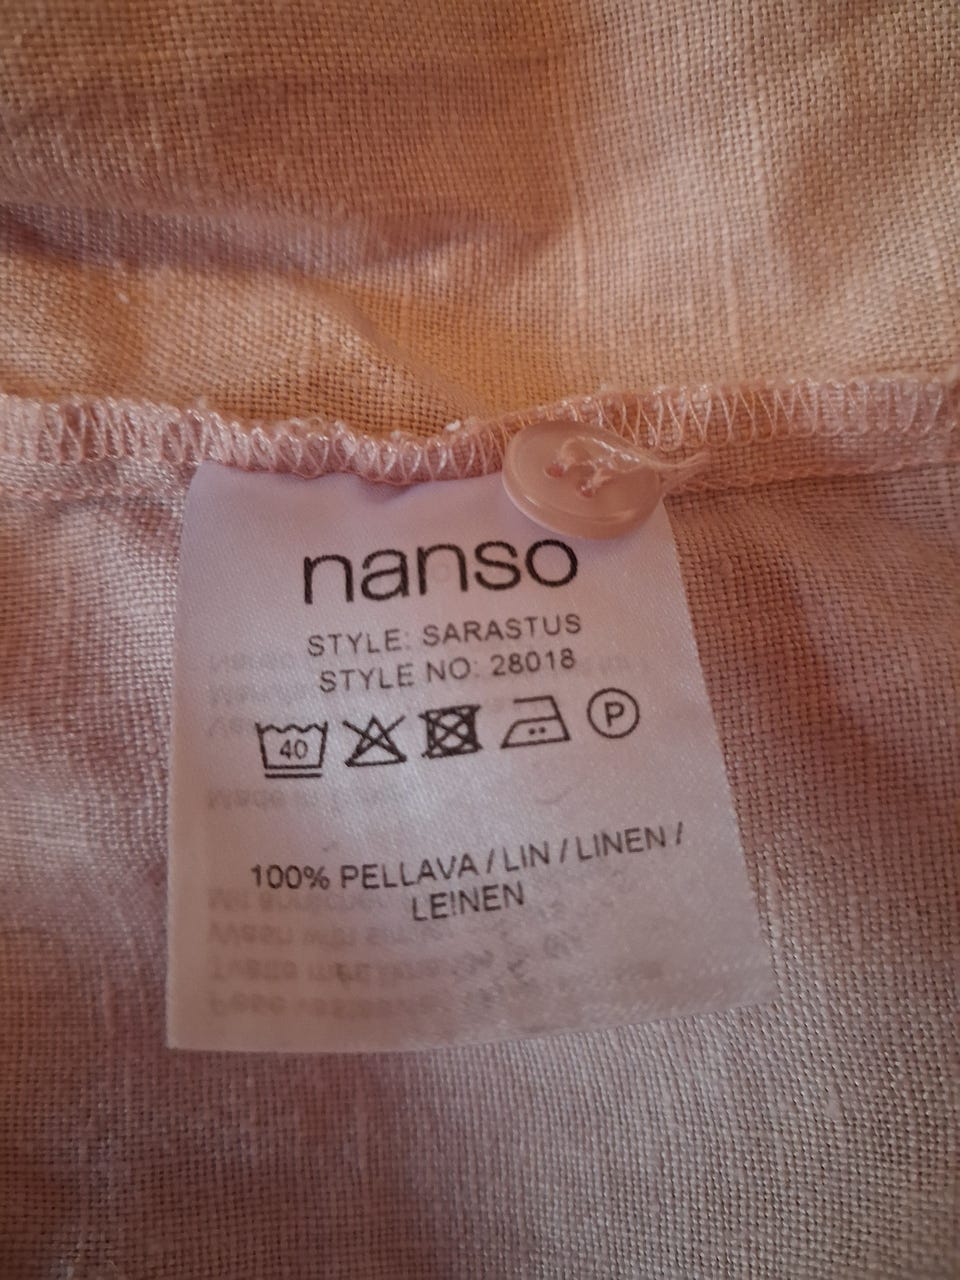 nanso
STYLE: SARASTUS
STYLE NO: 28018
40 P
100% PELLAVA / LIN / LINEN /
LEINEN